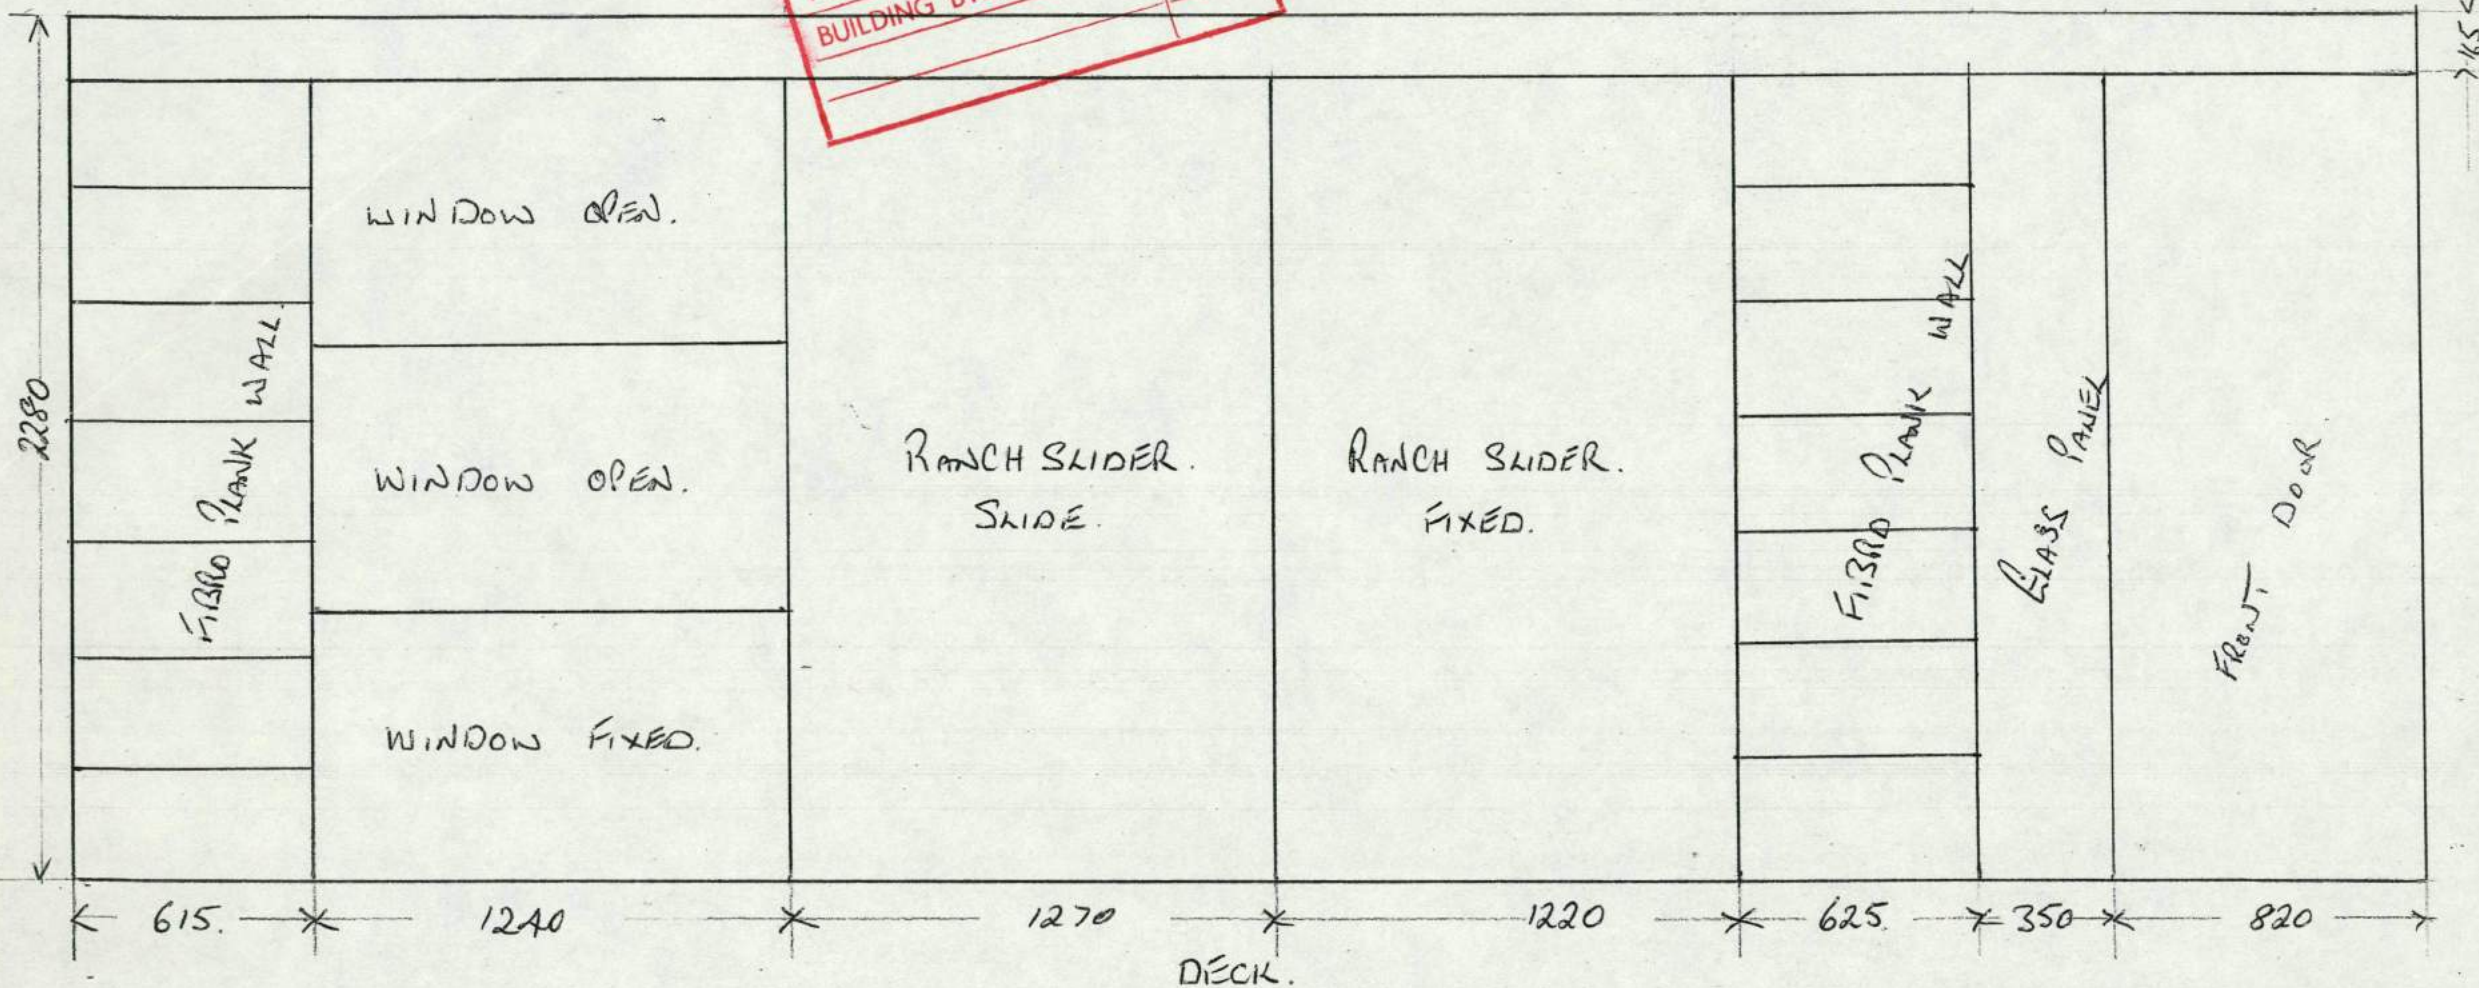 BUILDING
165
2280
WINDOW OPEN.
WINDOW OPEN.
WINDOW FIXED.
FIBRO PLANK WALL.
RANCH SLIDER.
SLIDE.
RANCH SLIDER.
FIXED.
FIBRO PLANK WALL
GLASS PANEL
FRONT DOOR
615.
1240
1270
1220
625.
350
820
DECK.